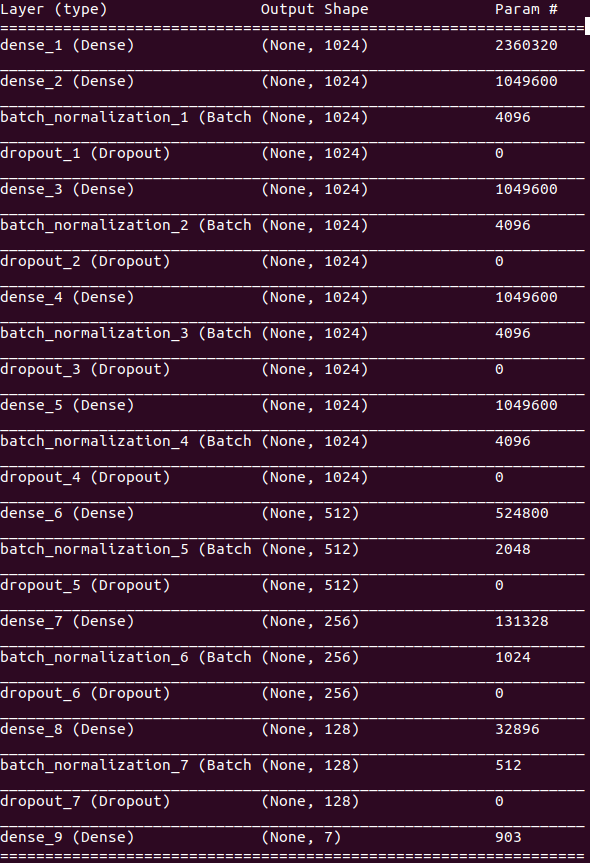 Layer (type) Output Shape Param #
=================================================================
dense_1 (Dense) (None, 1024) 2360320
_________________________________________________________________
dense_2 (Dense) (None, 1024) 1049600
_________________________________________________________________
batch_normalization_1 (Batch (None, 1024) 4096
_________________________________________________________________
dropout_1 (Dropout) (None, 1024) 0
_________________________________________________________________
dense_3 (Dense) (None, 1024) 1049600
_________________________________________________________________
batch_normalization_2 (Batch (None, 1024) 4096
_________________________________________________________________
dropout_2 (Dropout) (None, 1024) 0
_________________________________________________________________
dense_4 (Dense) (None, 1024) 1049600
_________________________________________________________________
batch_normalization_3 (Batch (None, 1024) 4096
_________________________________________________________________
dropout_3 (Dropout) (None, 1024) 0
_________________________________________________________________
dense_5 (Dense) (None, 1024) 1049600
_________________________________________________________________
batch_normalization_4 (Batch (None, 1024) 4096
_________________________________________________________________
dropout_4 (Dropout) (None, 1024) 0
_________________________________________________________________
dense_6 (Dense) (None, 512) 524800
_________________________________________________________________
batch_normalization_5 (Batch (None, 512) 2048
_________________________________________________________________
dropout_5 (Dropout) (None, 512) 0
_________________________________________________________________
dense_7 (Dense) (None, 256) 131328
_________________________________________________________________
batch_normalization_6 (Batch (None, 256) 1024
_________________________________________________________________
dropout_6 (Dropout) (None, 256) 0
_________________________________________________________________
dense_8 (Dense) (None, 128) 32896
_________________________________________________________________
batch_normalization_7 (Batch (None, 128) 512
_________________________________________________________________
dropout_7 (Dropout) (None, 128) 0
_________________________________________________________________
dense_9 (Dense) (None, 7) 903
=================================================================